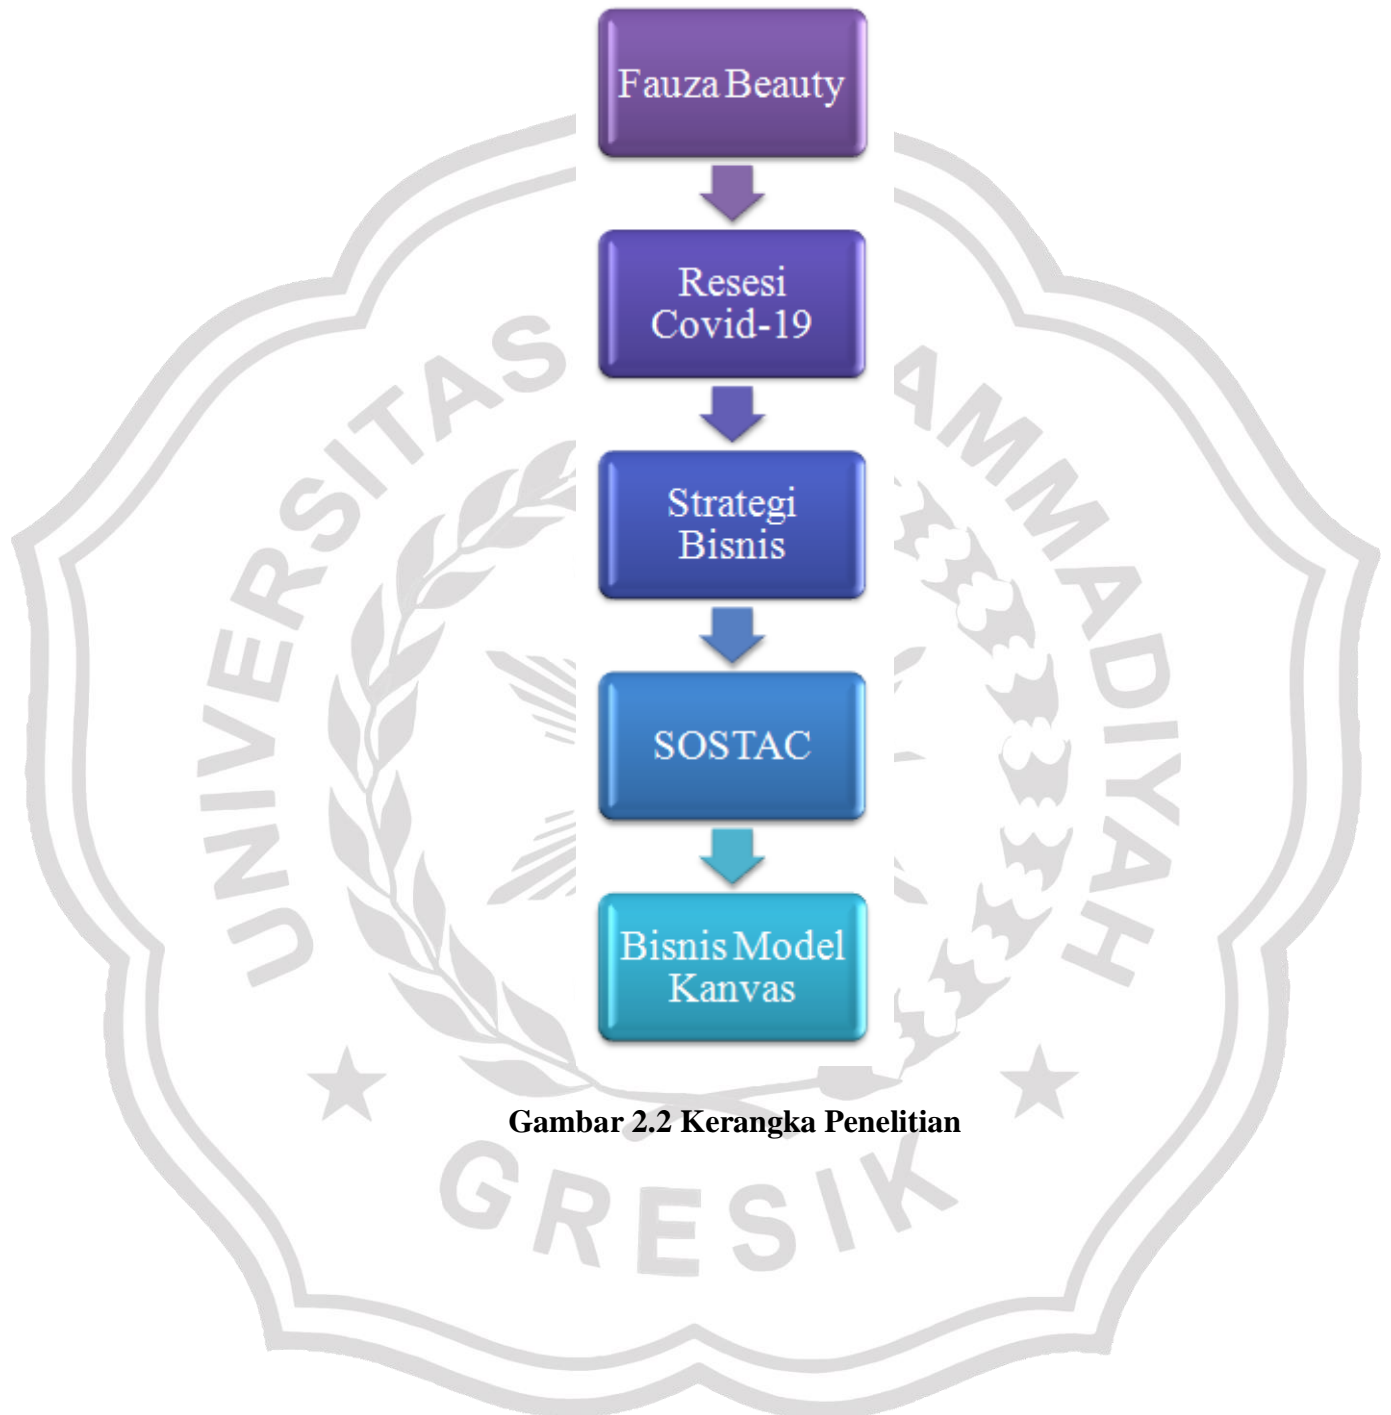 Fauza Beauty
Resesi
Covid-19
Strategi
Bisnis
SOSTAC
Bisnis Model
Kanvas
Gambar 2.2 Kerangka Penelitian
UNIVERSITAS AMMADIYAH
GRESIK